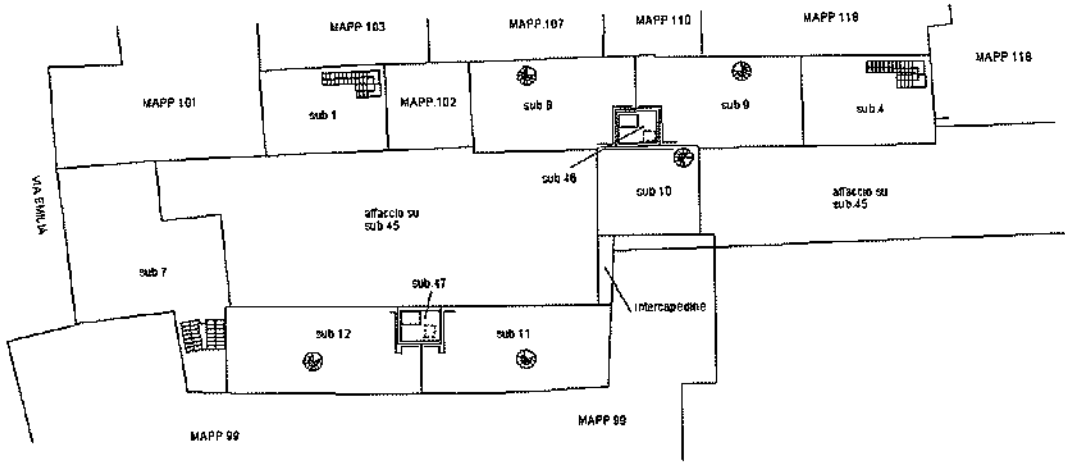 MAPP 103
MAPP.107
MAPP 110
MAPP 118
MAPP 118
MAPP 101
sub 1
MAPP.102
sub 8
sub 9
sub 4
VIA EMILIA
sub 46
sub 10
affaccio su
sub 45
affaccio su
sub.45
sub 7
sub.47
intercapedine
sub 12
sub 11
MAPP 99
MAPP 99